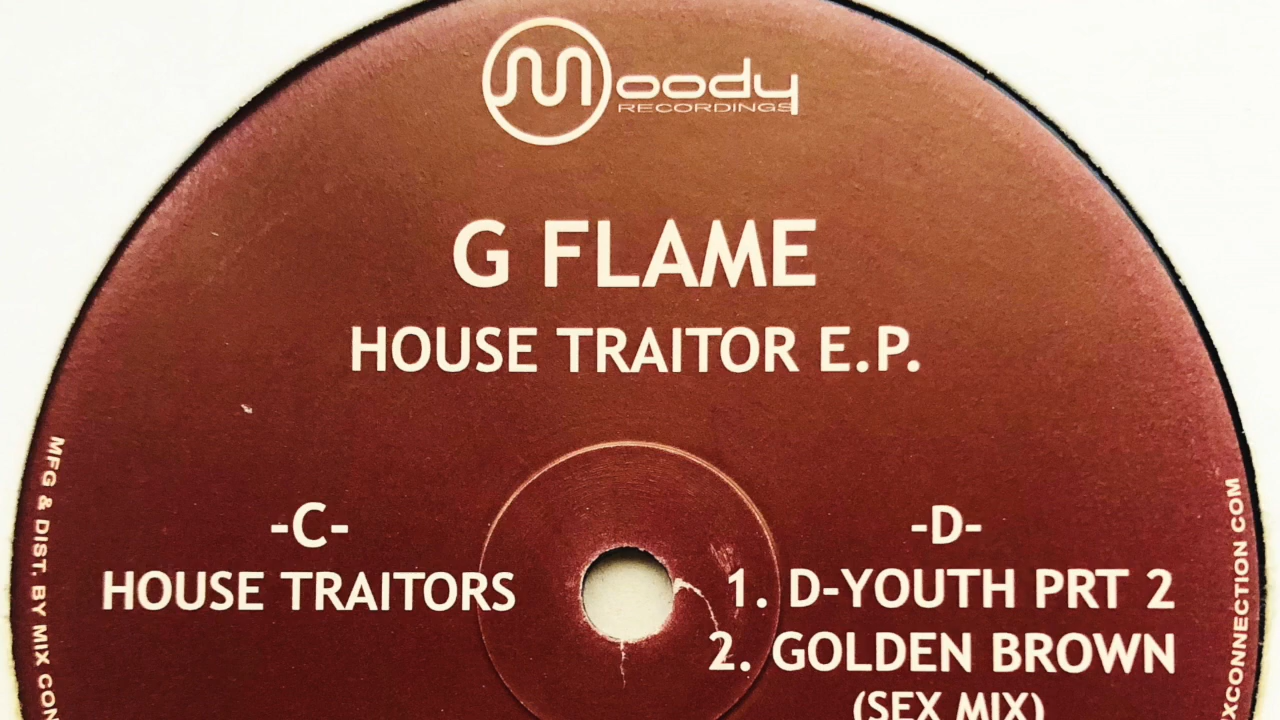 Moody
RECORDINGS
G FLAME
HOUSE TRAITOR E.P.
-C-
HOUSE TRAITORS
-D-
1. D-YOUTH PRT 2
2. GOLDEN BROWN
(SEX MIX)
MFG & DIST. BY MIX CON
XCONNECTION COM